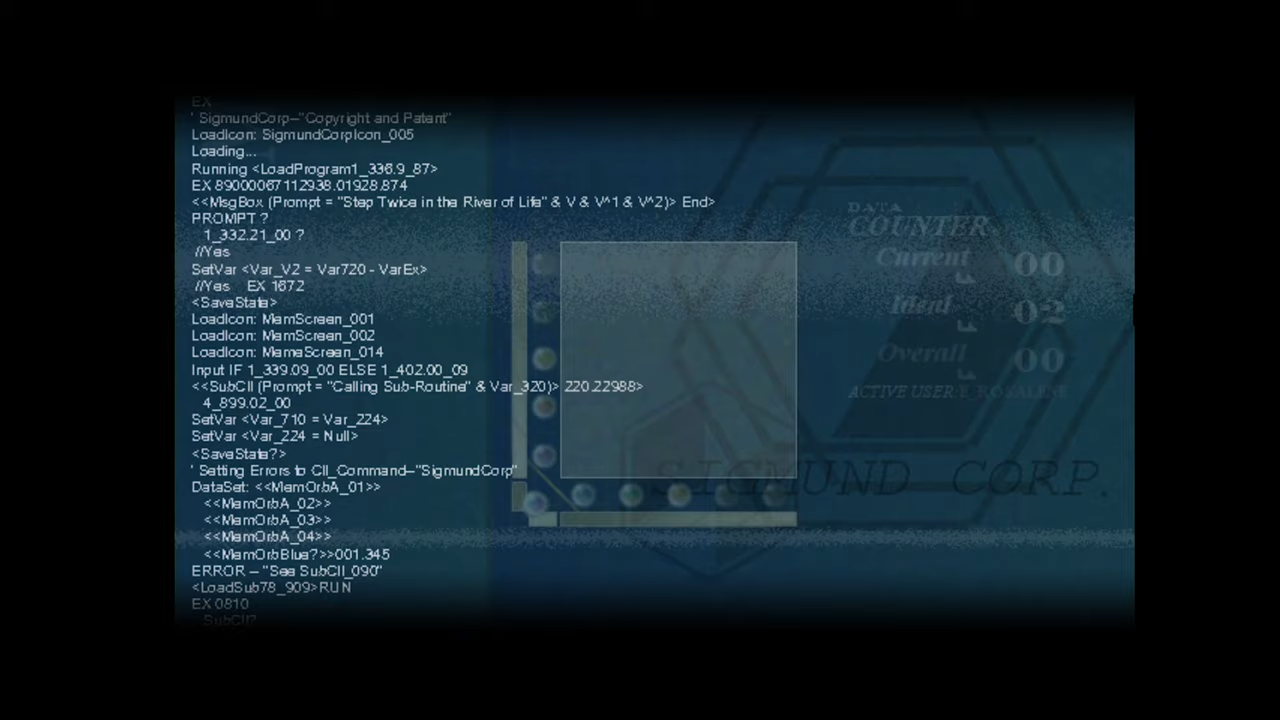 EX
' SigmundCorp--"Copyright and Patent"
LoadIcon: SigmundCorpIcon_005
Loading...
Running <LoadProgram1_336.9_87>
EX 89000067112938.01928.874
<<MsgBox (Prompt = "Step Twice in the River of Life" & V & V^1 & V^2)> End>
PROMPT ?
1_332.21_00 ?
//Yes
SetVar <Var_V2 = Var720 - VarEx>
//Yes EX 1672
<SaveState>
LoadIcon: MemScreen_001
LoadIcon: MemScreen_002
LoadIcon: MemeScreen_014
Input IF 1_339.09_00 ELSE 1_402.00_09
<<SubCll (Prompt = "Calling Sub-Routine" & Var_320)> 220.22988>
4_899.02_00
SetVar <Var_710 = Var_224>
SetVar <Var_224 = Null>
<SaveState?>
' Setting Errors to Cll_Command--"SigmundCorp"
DataSet: <<MemOrbA_01>>
<<MemOrbA_02>>
<<MemOrbA_03>>
<<MemOrbA_04>>
<<MemOrbBlue?>>001.345
ERROR -- "See SubCll_090"
<LoadSub78_909>RUN
EX 0810
SubCll?
DATA
COUNTER
Current 00
Ideal 02
Overall 00
ACTIVE USER
SIGMUND CORP.